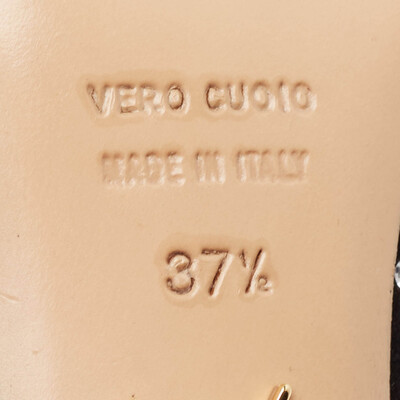 VERO CUOIO
MADE IN ITALY
37½